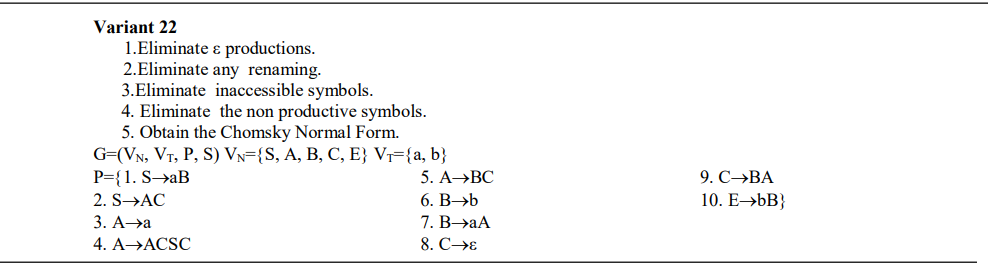 Variant 22
1.Eliminate ε productions.
2.Eliminate any renaming.
3.Eliminate inaccessible symbols.
4. Eliminate the non productive symbols.
5. Obtain the Chomsky Normal Form.
G=(V_N, V_T, P, S) V_N={S, A, B, C, E} V_T={a, b}
P={1. S→aB 5. A→BC 9. C→BA
2. S→AC 6. B→b 10. E→bB}
3. A→a 7. B→aA
4. A→ACSC 8. C→ε